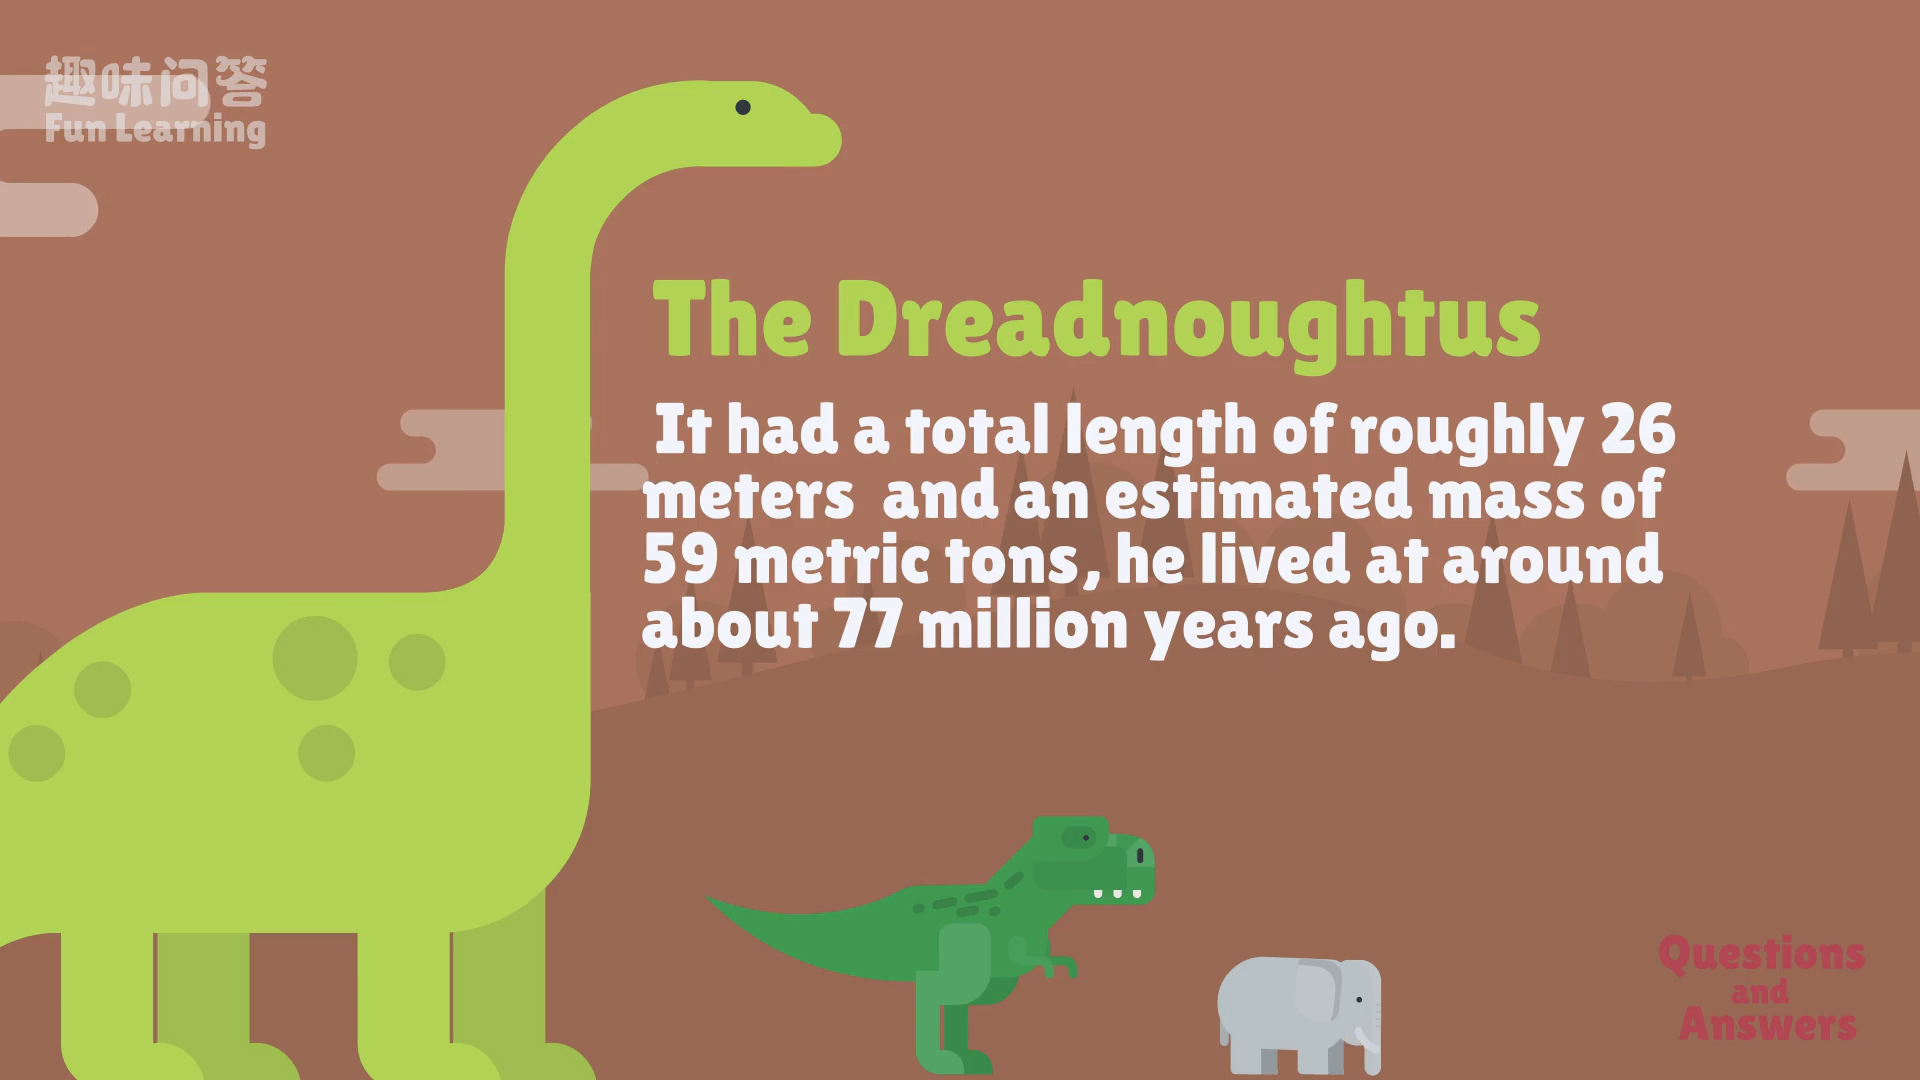 趣味问答
Fun Learning
The Dreadnoughtus
It had a total length of roughly 26
meters and an estimated mass of
59 metric tons, he lived at around
about 77 million years ago.
Questions
and
Answers